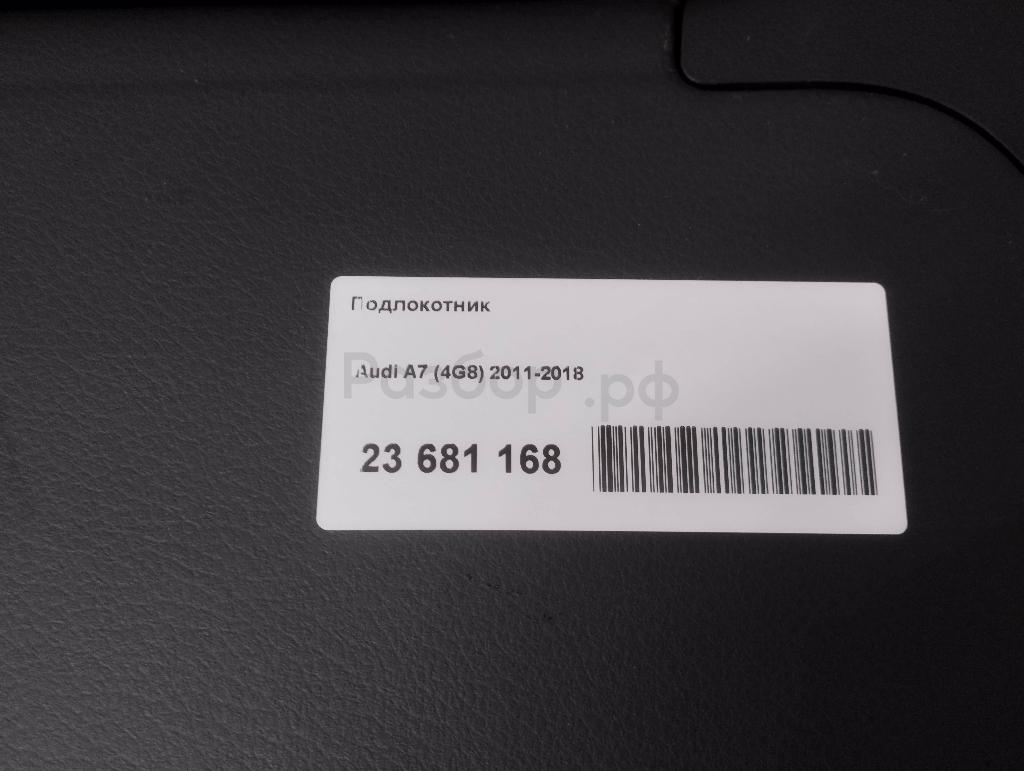 Подлокотник
Audi A7 (4G8) 2011-2018
Разбор.рф
23 681 168